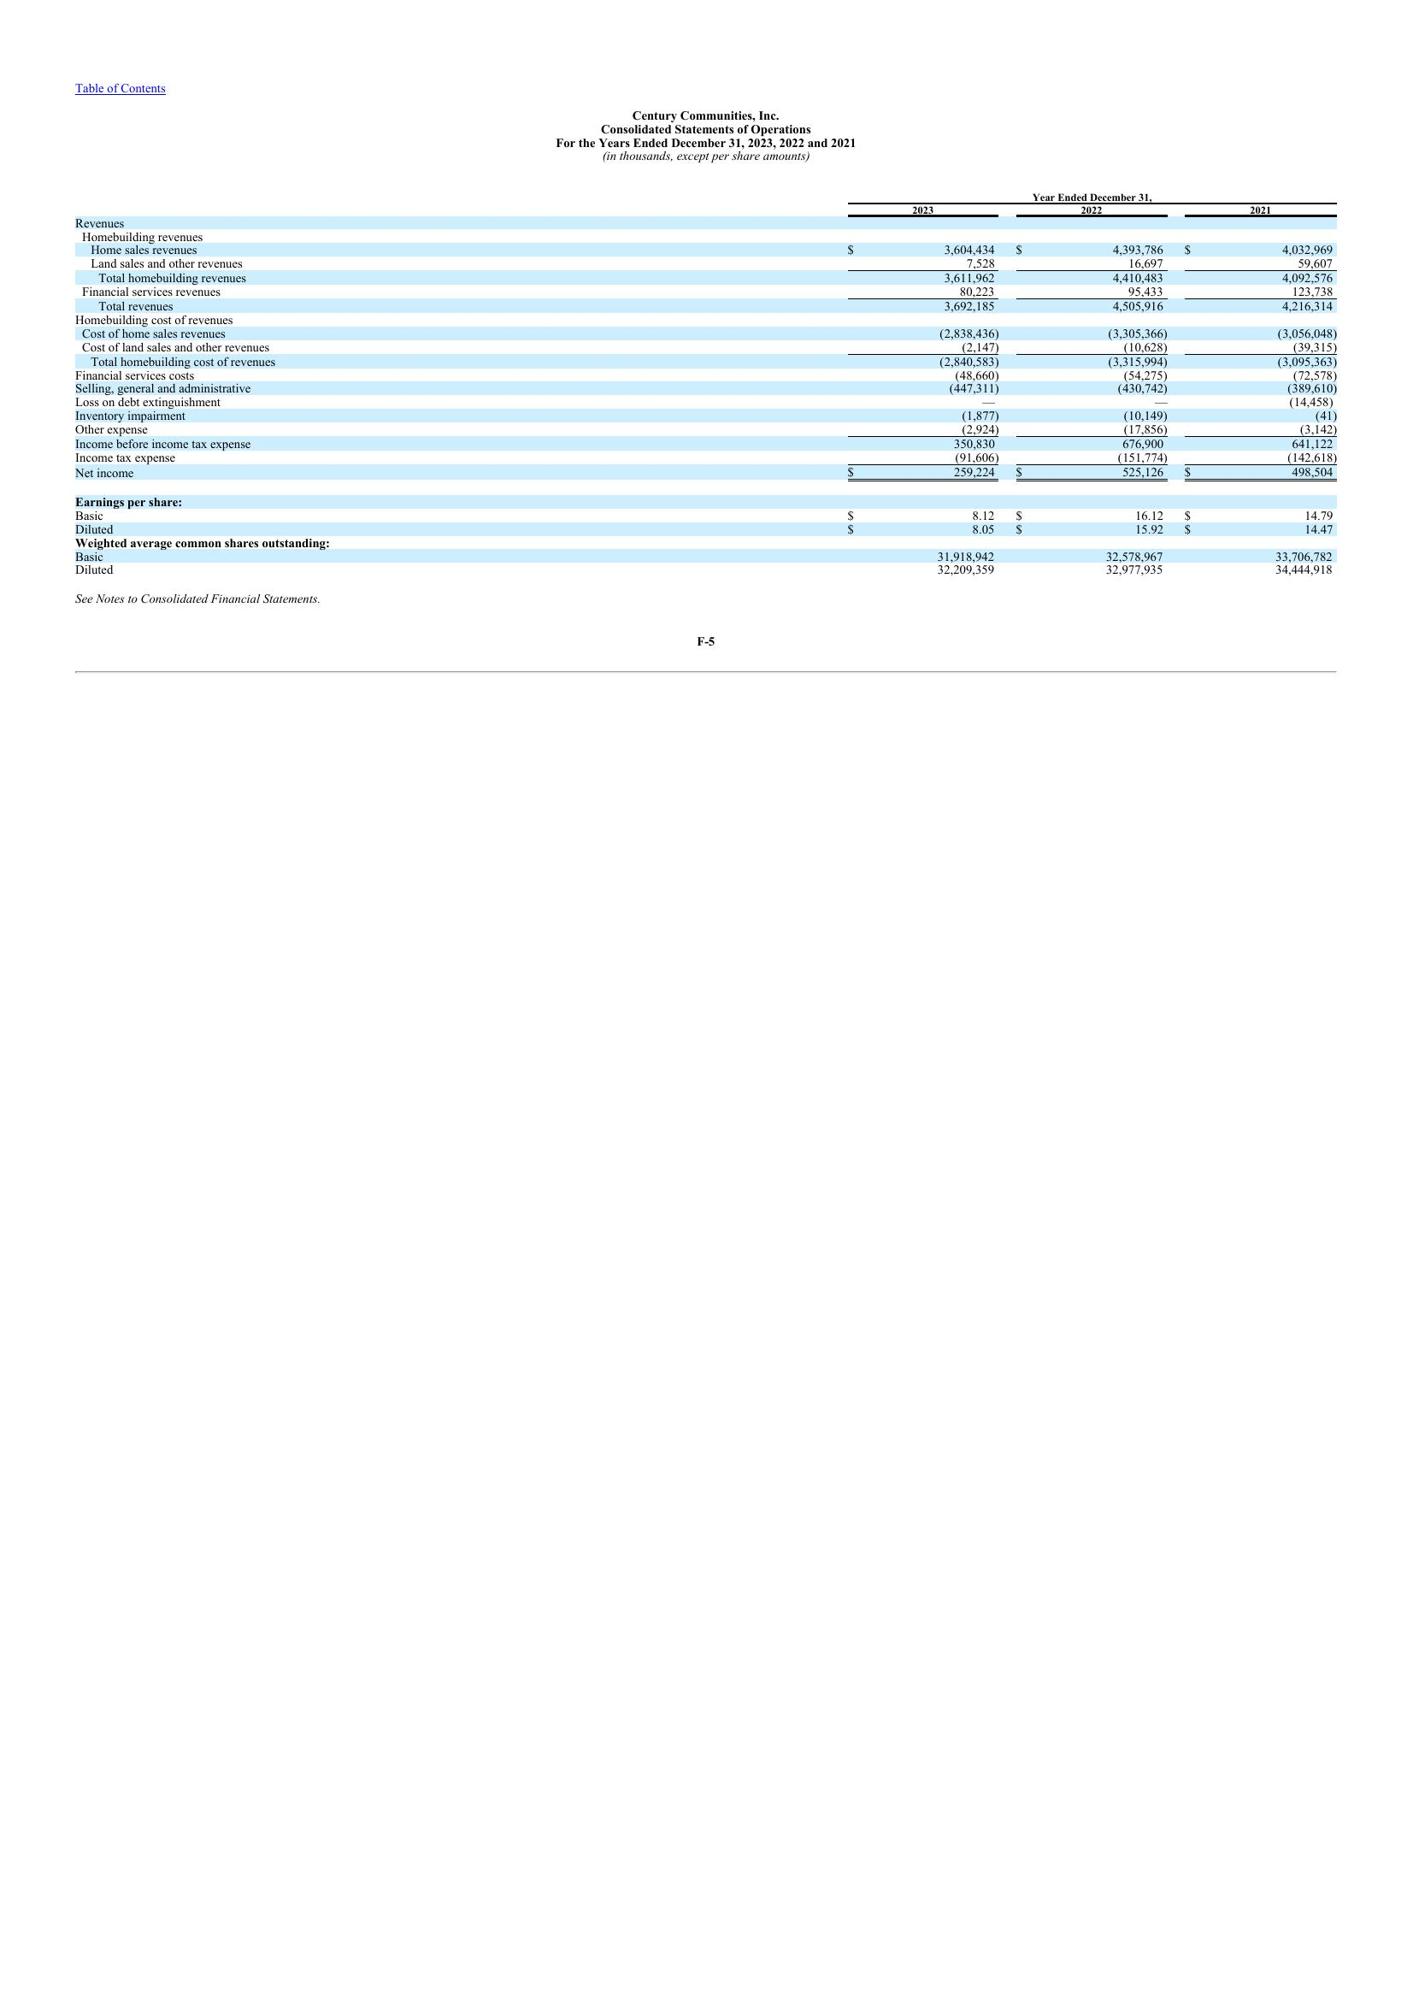 Table of Contents
Century Communities, Inc.
Consolidated Statements of Operations
For the Years Ended December 31, 2023, 2022 and 2021
(in thousands, except per share amounts)
Year Ended December 31,
2023 2022 2021
Revenues
Homebuilding revenues
Home sales revenues $ 3,604,434 $ 4,393,786 $ 4,032,969
Land sales and other revenues 7,528 16,697 59,607
Total homebuilding revenues 3,611,962 4,410,483 4,092,576
Financial services revenues 80,223 95,433 123,738
Total revenues 3,692,185 4,505,916 4,216,314
Homebuilding cost of revenues
Cost of home sales revenues (2,838,436) (3,305,366) (3,056,048)
Cost of land sales and other revenues (2,147) (10,628) (39,315)
Total homebuilding cost of revenues (2,840,583) (3,315,994) (3,095,363)
Financial services costs (48,660) (54,275) (72,578)
Selling, general and administrative (447,311) (430,742) (389,610)
Loss on debt extinguishment — — (14,458)
Inventory impairment (1,877) (10,149) (41)
Other expense (2,924) (17,856) (3,142)
Income before income tax expense 350,830 676,900 641,122
Income tax expense (91,606) (151,774) (142,618)
Net income $ 259,224 $ 525,126 $ 498,504
Earnings per share:
Basic $ 8.12 $ 16.12 $ 14.79
Diluted $ 8.05 $ 15.92 $ 14.47
Weighted average common shares outstanding:
Basic 31,918,942 32,578,967 33,706,782
Diluted 32,209,359 32,977,935 34,444,918
See Notes to Consolidated Financial Statements.
F-5